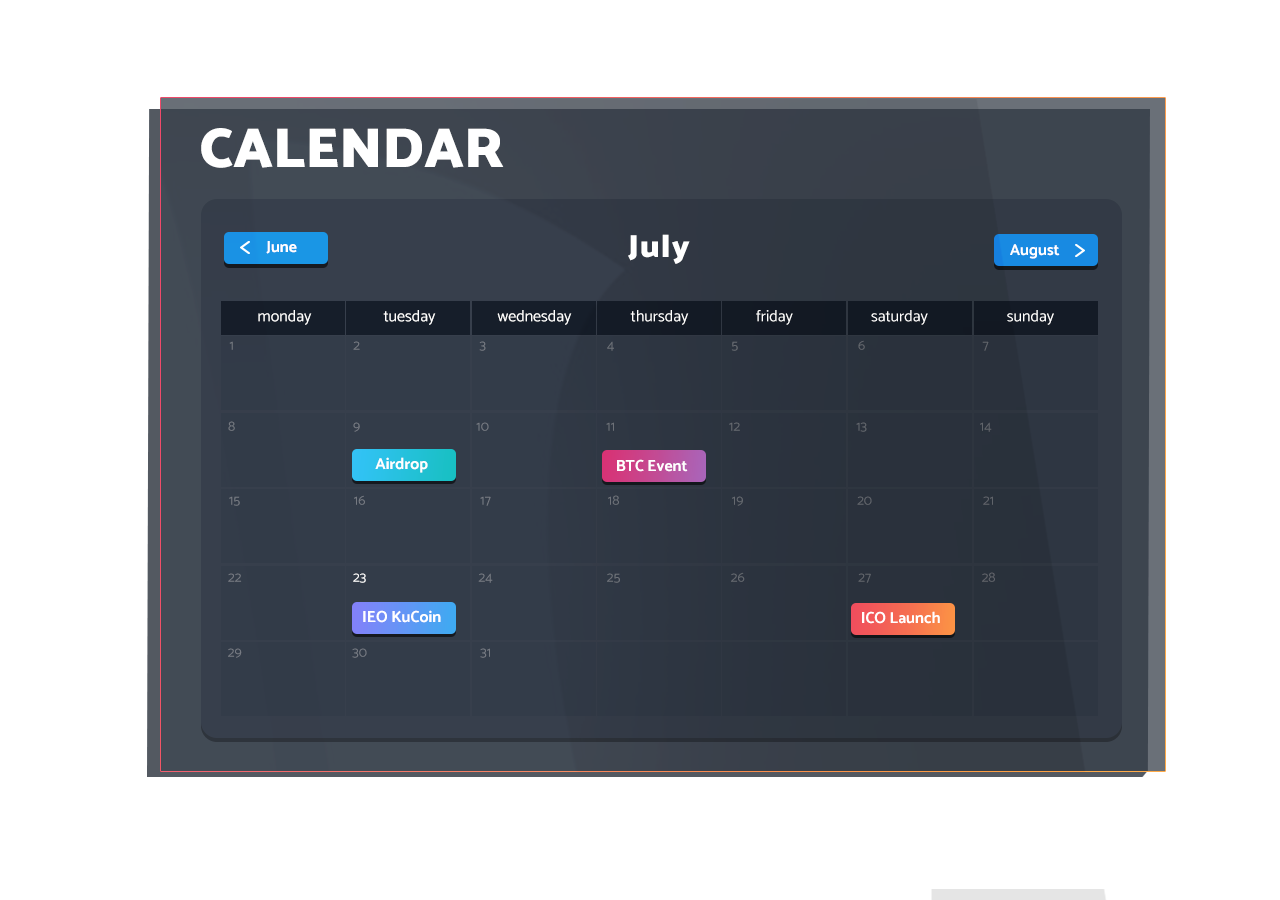 CALENDAR
June July August
monday tuesday wednesday thursday friday saturday sunday
1 2 3 4 5 6 7
8 9 10 11 12 13 14
Airdrop BTC Event
15 16 17 18 19 20 21
22 23 24 25 26 27 28
IEO KuCoin ICO Launch
29 30 31